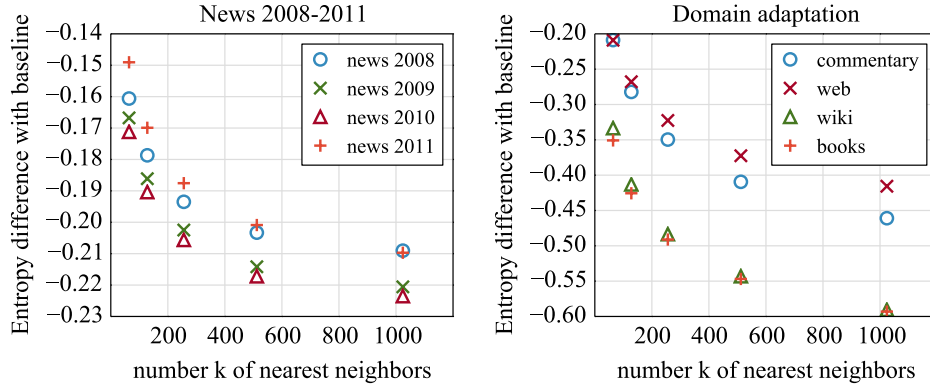 News 2008-2011
Entropy difference with baseline
−0.14
−0.15
−0.16
−0.17
−0.18
−0.19
−0.20
−0.21
−0.22
−0.23
news 2008
news 2009
news 2010
news 2011
200 400 600 800 1000
number k of nearest neighbors
Domain adaptation
Entropy difference with baseline
−0.20
−0.25
−0.30
−0.35
−0.40
−0.45
−0.50
−0.55
−0.60
commentary
web
wiki
books
200 400 600 800 1000
number k of nearest neighbors